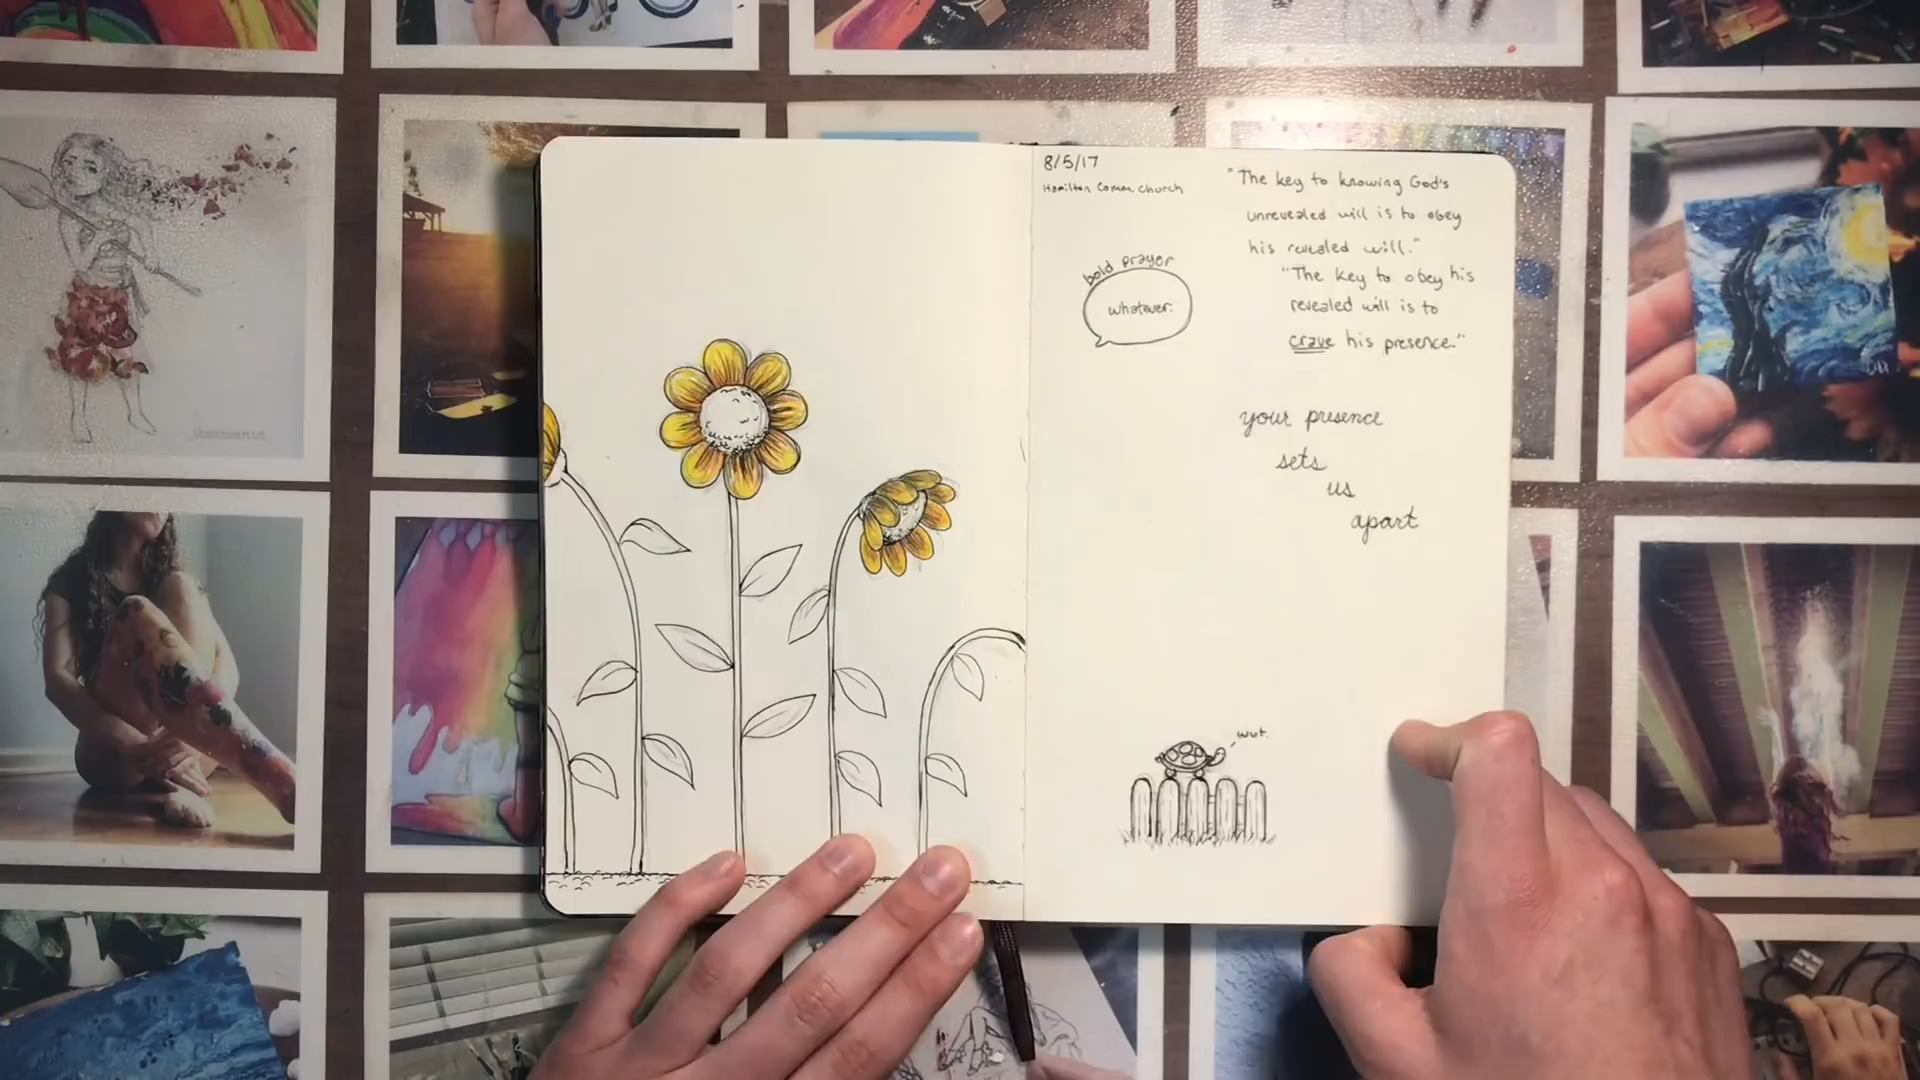 8/5/17
Hamilton Comm. Church
"The key to knowing God's
unrevealed will is to obey
his revealed will."
"The key to obey his
revealed will is to
crave his presence."
bold prayer
whatever.
your presence
sets
us
apart
wut.